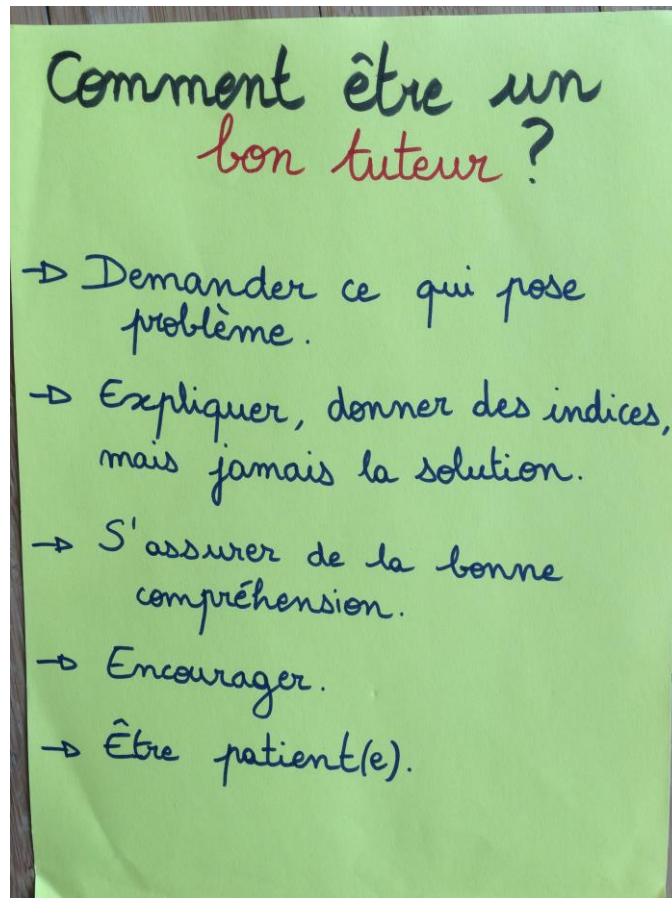 Comment être un
bon tuteur ?
→ Demander ce qui pose
problème.
→ Expliquer, donner des indices,
mais jamais la solution.
→ S'assurer de la bonne
compréhension.
→ Encourager.
→ Être patient(e).